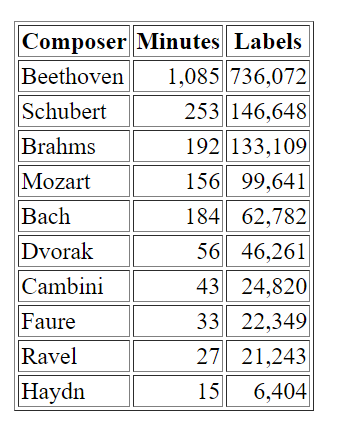 Composer Minutes Labels
Beethoven 1,085 736,072
Schubert 253 146,648
Brahms 192 133,109
Mozart 156 99,641
Bach 184 62,782
Dvorak 56 46,261
Cambini 43 24,820
Faure 33 22,349
Ravel 27 21,243
Haydn 15 6,404